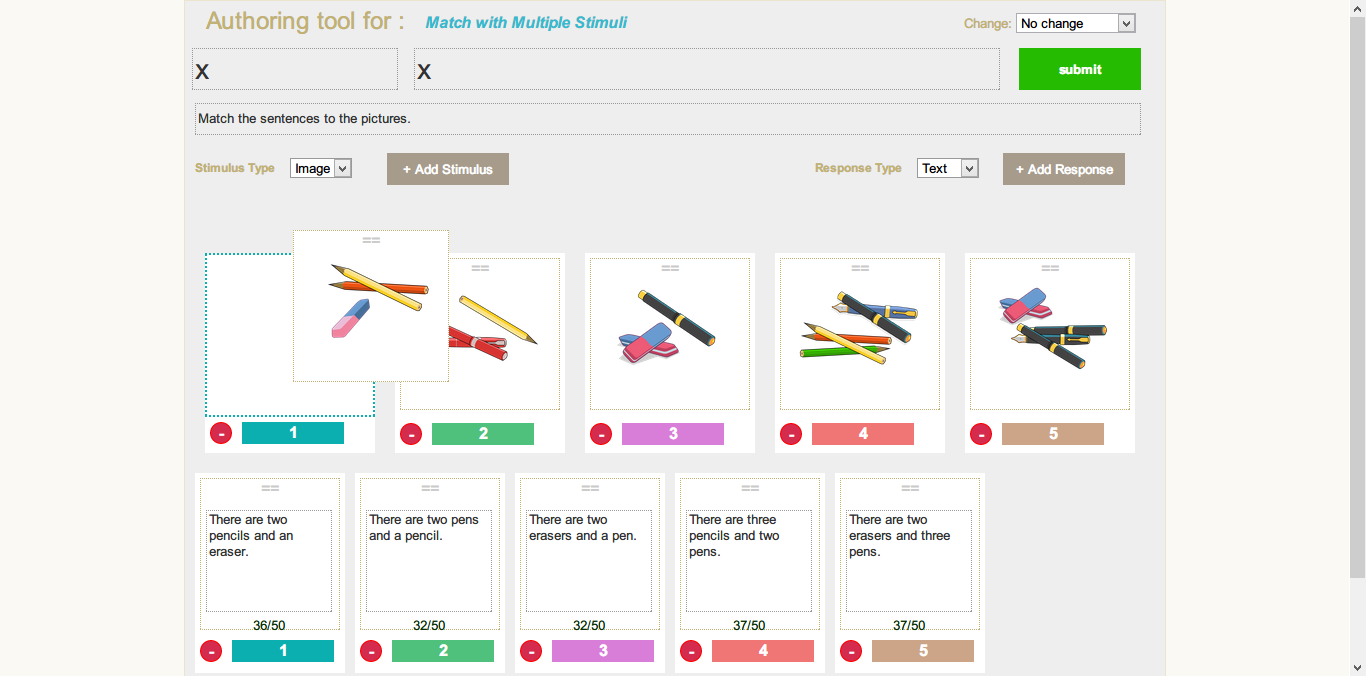 Authoring tool for : Match with Multiple Stimuli Change: No change
X X submit
Match the sentences to the pictures.
Stimulus Type Image + Add Stimulus Response Type Text + Add Response
== == == == ==
- 1 - 2 - 3 - 4 - 5
== == == == ==
There are two
pencils and an
eraser.
There are two pens
and a pencil.
There are two
erasers and a pen.
There are three
pencils and two
pens.
There are two
erasers and three
pens.
36/50 32/50 32/50 37/50 37/50
- 1 - 2 - 3 - 4 - 5